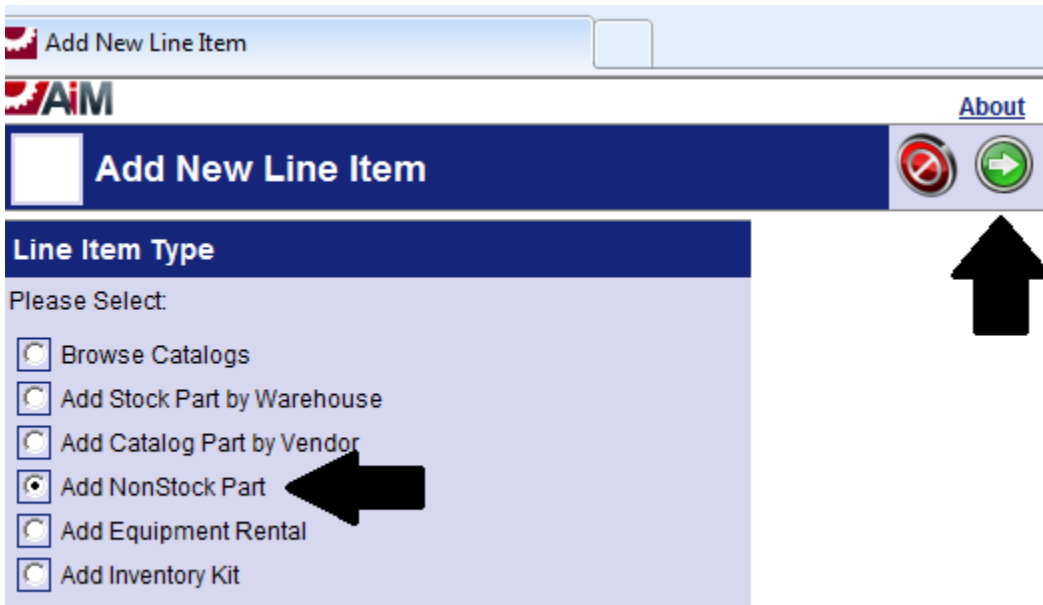 Add New Line Item
AiM
About
Add New Line Item
Line Item Type
Please Select:
Browse Catalogs
Add Stock Part by Warehouse
Add Catalog Part by Vendor
Add NonStock Part
Add Equipment Rental
Add Inventory Kit